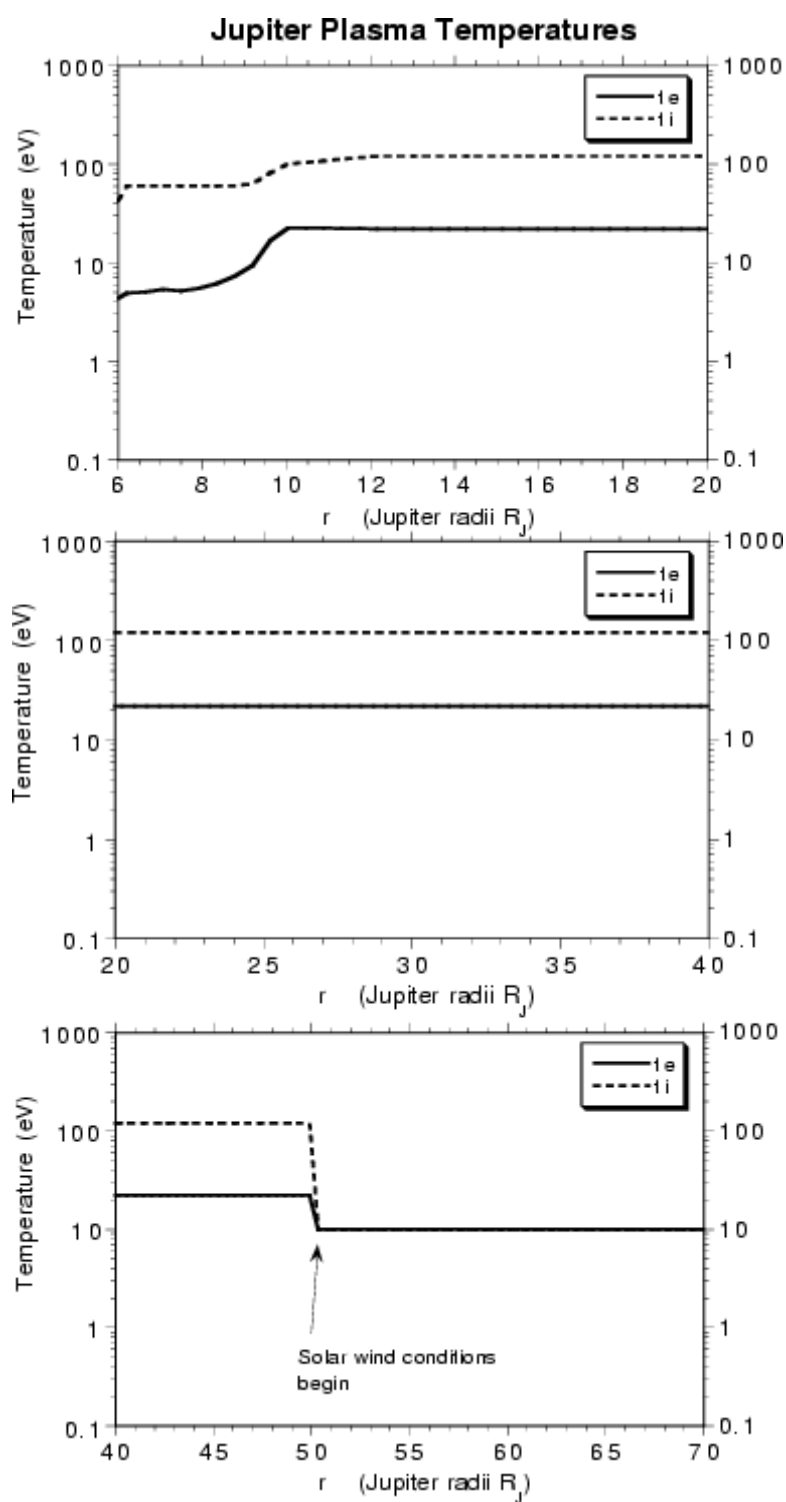 Jupiter Plasma Temperatures
1000 1000
te
ti
100 100
Temperature (eV)
10 10
1 1
0.1 0.1
6 8 10 12 14 16 18 20
r (Jupiter radii RJ)
1000 1000
te
ti
100 100
Temperature (eV)
10 10
1 1
0.1 0.1
20 25 30 35 40
r (Jupiter radii RJ)
1000 1000
te
ti
100 100
Temperature (eV)
10 10
1 1
Solar wind conditions
begin
0.1 0.1
40 45 50 55 60 65 70
r (Jupiter radii RJ)